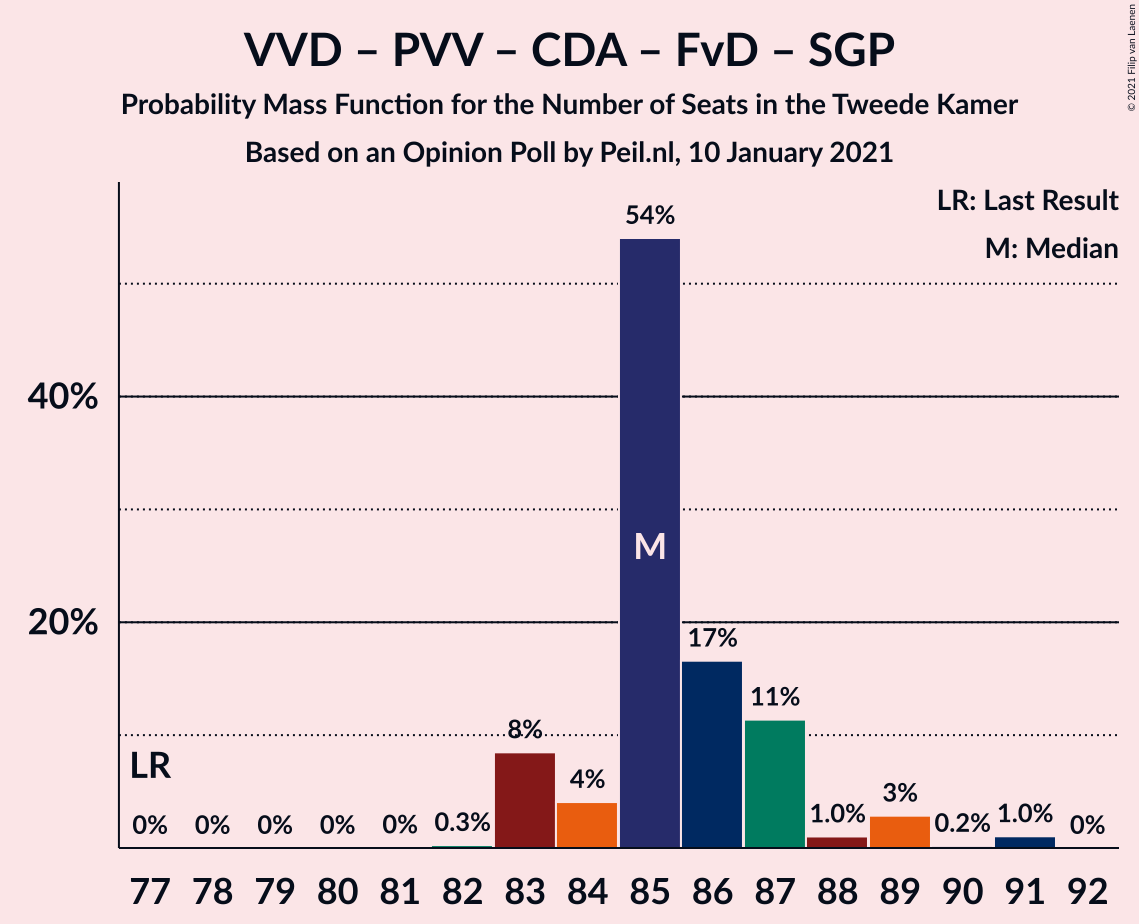 VVD – PVV – CDA – FvD – SGP
Probability Mass Function for the Number of Seats in the Tweede Kamer
Based on an Opinion Poll by Peil.nl, 10 January 2021
© 2021 Filip van Laenen
LR: Last Result
M: Median
40%
20%
LR
M
0% 0% 0% 0% 0% 0.3% 8% 4% 54% 17% 11% 1.0% 3% 0.2% 1.0% 0%
77 78 79 80 81 82 83 84 85 86 87 88 89 90 91 92